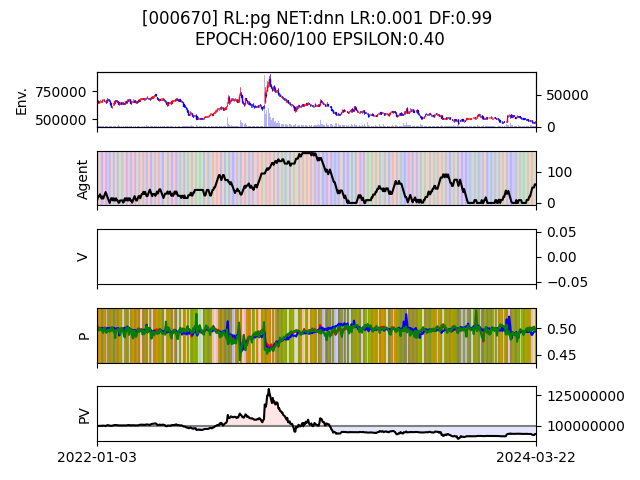 [000670] RL:pg NET:dnn LR:0.001 DF:0.99
EPOCH:060/100 EPSILON:0.40
Env.
750000
500000
50000
0
Agent
100
0
V
0.05
0.00
−0.05
P
0.50
0.45
PV
125000000
100000000
2022-01-03
2024-03-22